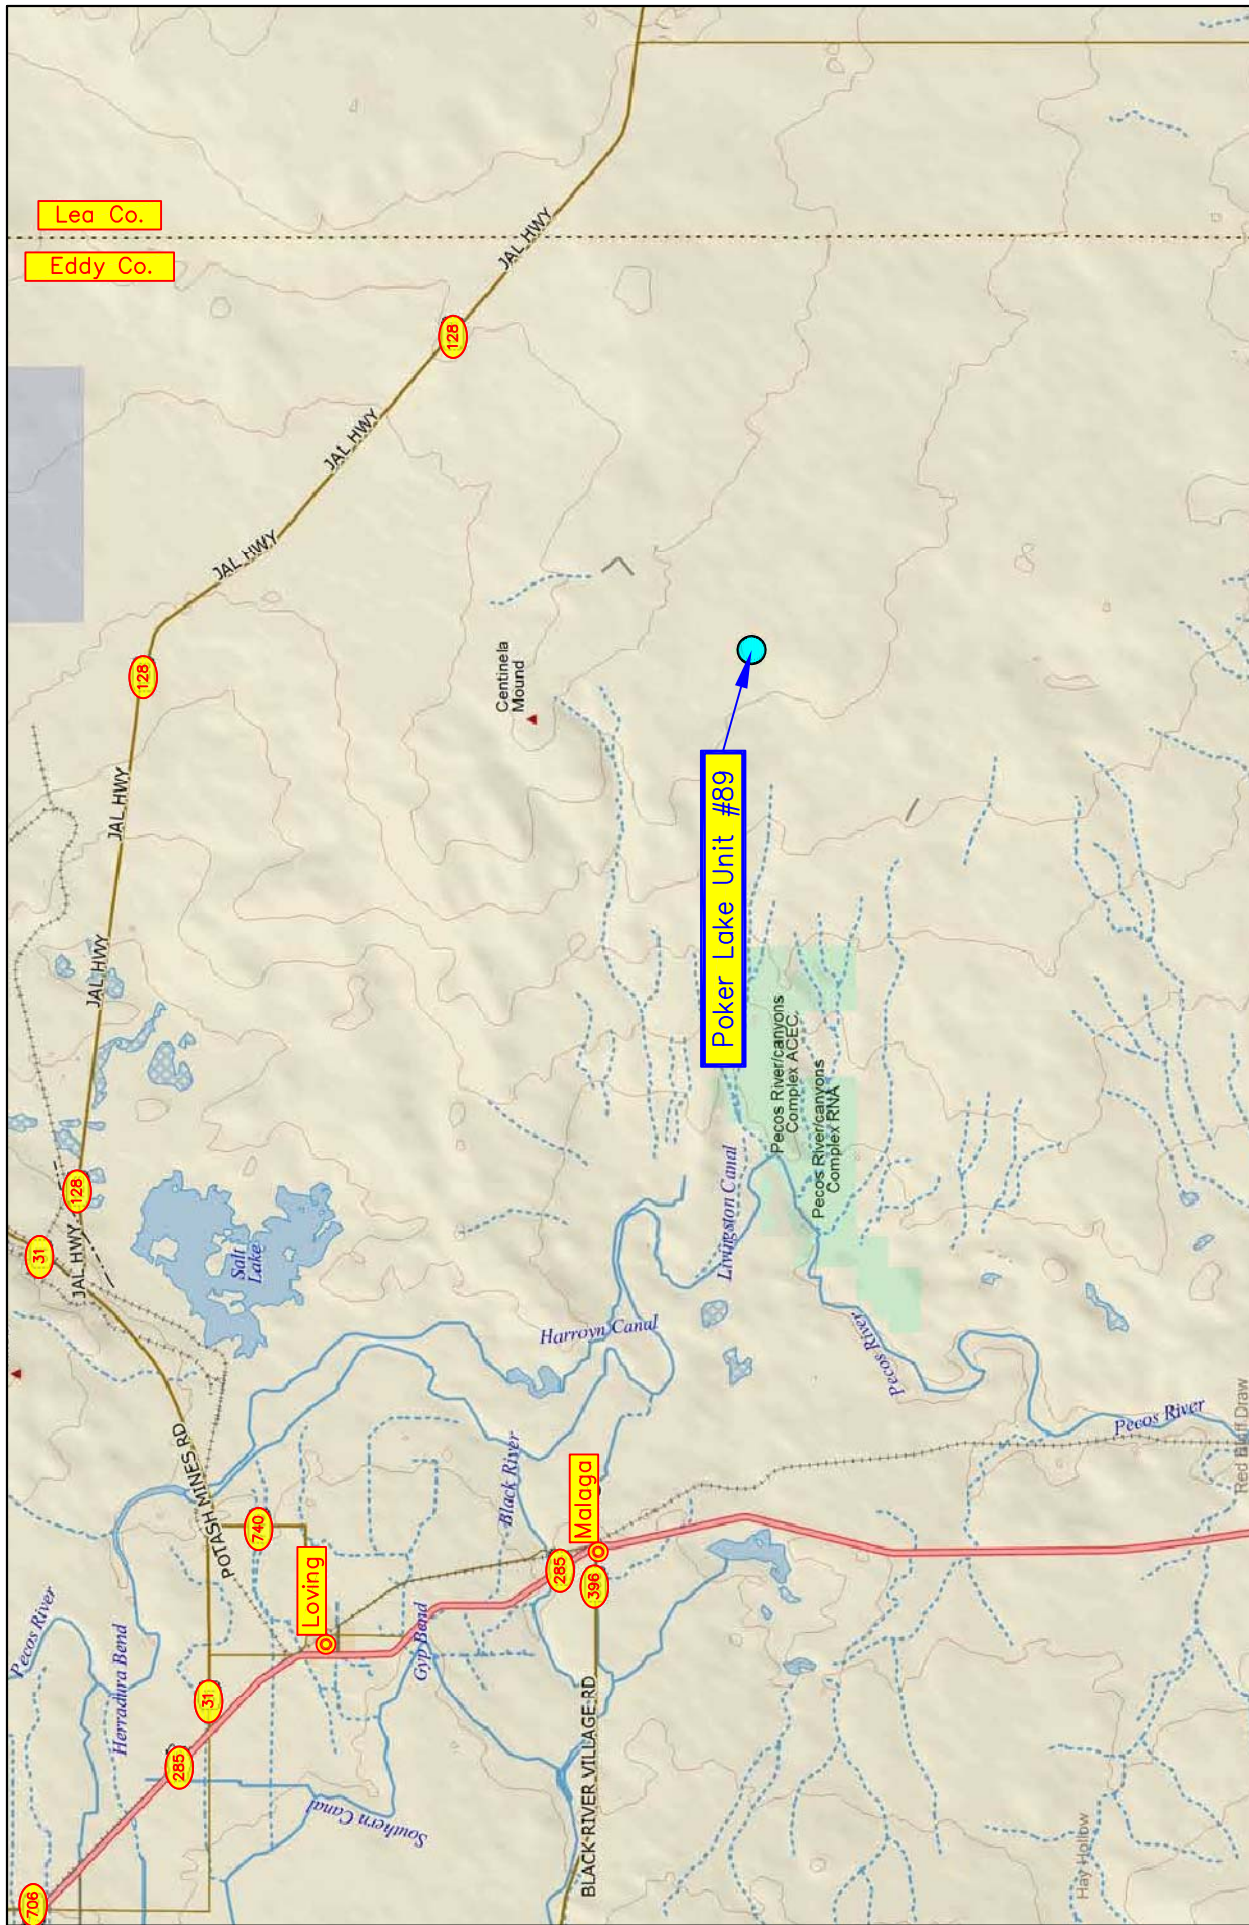 Lea Co.
Eddy Co.
JAL HWY
128
JAL HWY
JAL HWY
128
Centinela
Mound
JAL HWY
Poker Lake Unit #89
JAL HWY
Pecos River/canyons
Complex ACEC
Pecos River/canyons
Complex RNA
128
31
JAL HWY
Salt
Lake
Livingston Canal
Harroyn Canal
Pecos River
Pecos River
Red Bluff Draw
POTASH MINES RD
740
Black River
Malaga
285
396
Loving
Pecos River
Herradura Bend
Gyp Bend
31
285
BLACK RIVER VILLAGE RD
Southern Canal
Hay Hollow
706